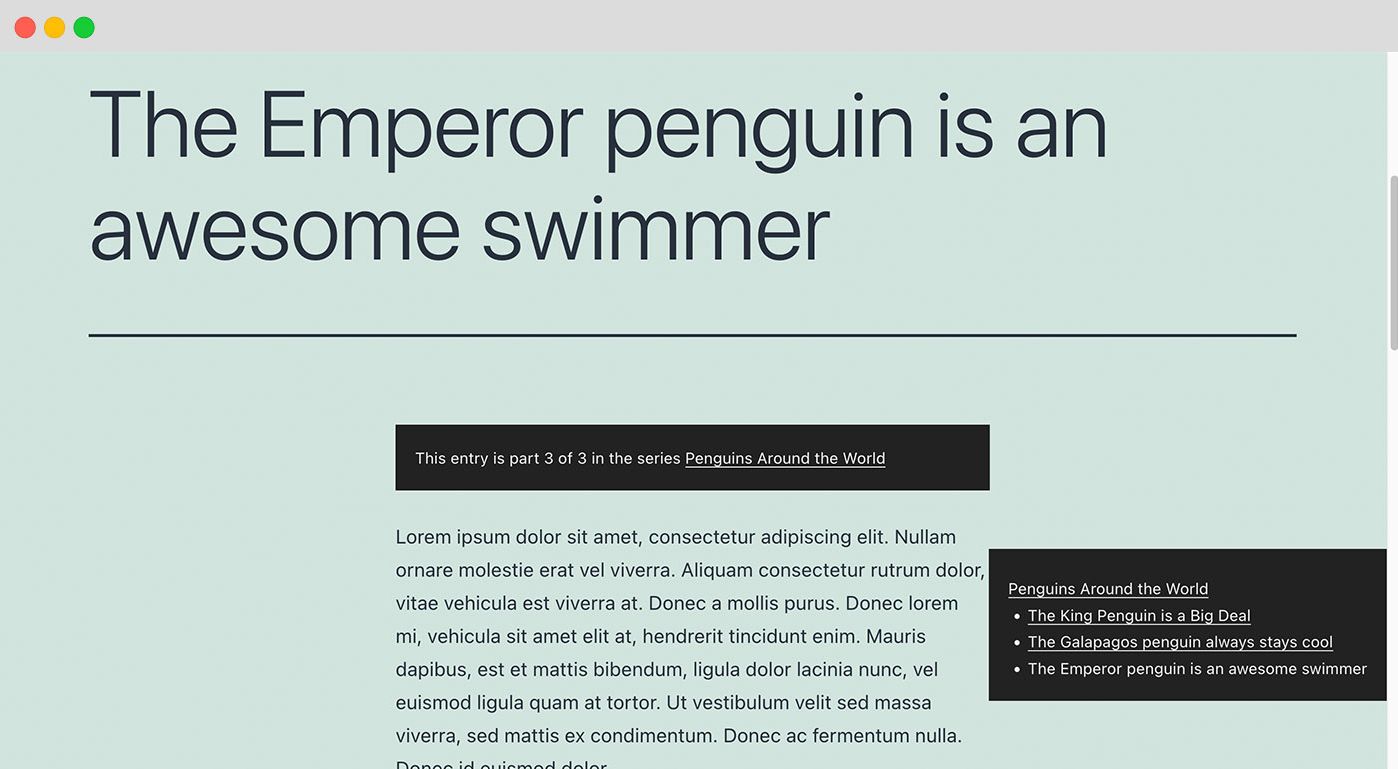 The Emperor penguin is an
awesome swimmer
This entry is part 3 of 3 in the series Penguins Around the World
Lorem ipsum dolor sit amet, consectetur adipiscing elit. Nullam
ornare molestie erat vel viverra. Aliquam consectetur rutrum dolor,
vitae vehicula est viverra at. Donec a mollis purus. Donec lorem
mi, vehicula sit amet elit at, hendrerit tincidunt enim. Mauris
dapibus, est et mattis bibendum, ligula dolor lacinia nunc, vel
euismod ligula quam at tortor. Ut vestibulum velit sed massa
viverra, sed mattis ex condimentum. Donec ac fermentum nulla.
Donec id euismod dolor.
Penguins Around the World
• The King Penguin is a Big Deal
• The Galapagos penguin always stays cool
• The Emperor penguin is an awesome swimmer